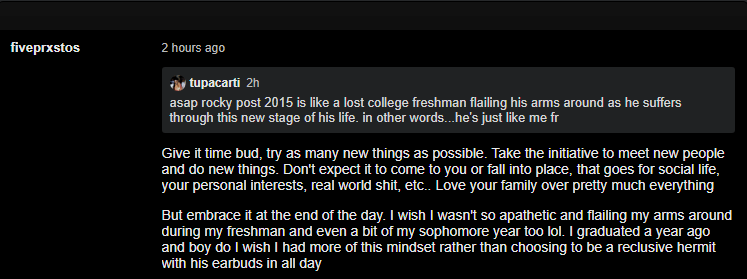 fiveprxstos
2 hours ago
tupacarti 2h
asap rocky post 2015 is like a lost college freshman flailing his arms around as he suffers
through this new stage of his life. in other words...he's just like me fr
Give it time bud, try as many new things as possible. Take the initiative to meet new people
and do new things. Don't expect it to come to you or fall into place, that goes for social life,
your personal interests, real world shit, etc.. Love your family over pretty much everything
But embrace it at the end of the day. I wish I wasn't so apathetic and flailing my arms around
during my freshman and even a bit of my sophomore year too lol. I graduated a year ago
and boy do I wish I had more of this mindset rather than choosing to be a reclusive hermit
with his earbuds in all day